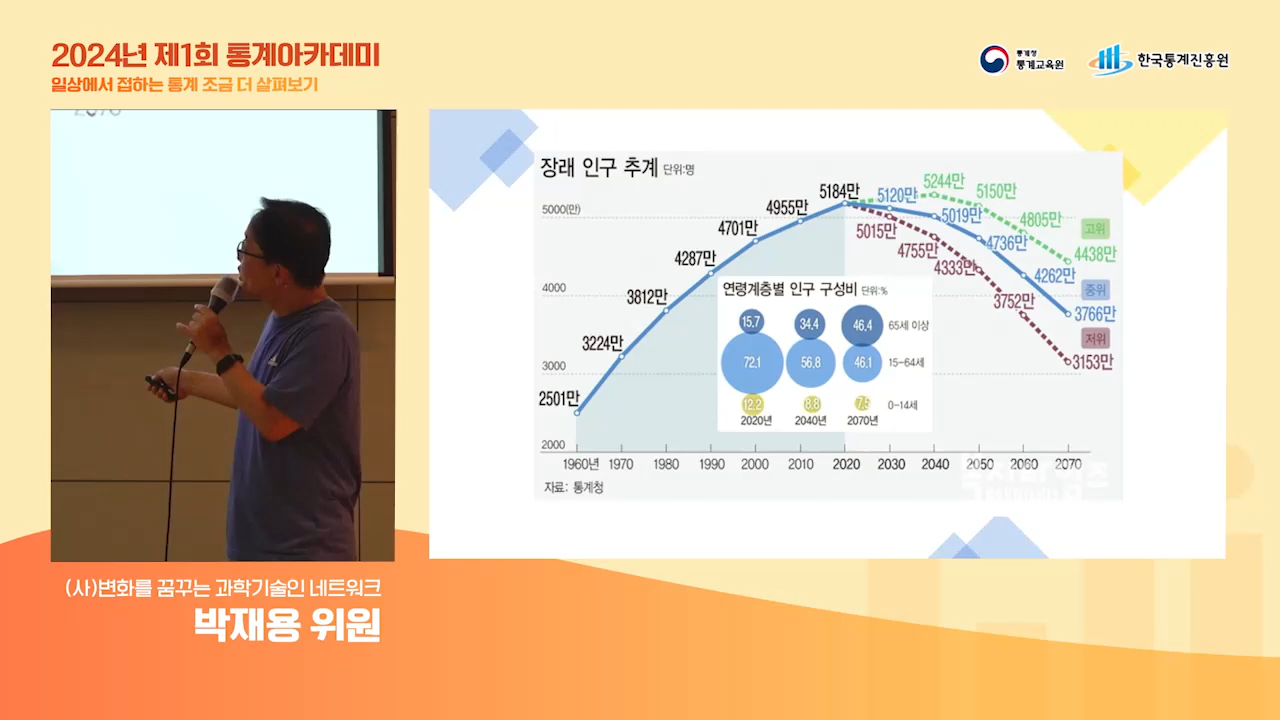 2024년 제1회 통계아카데미
일상에서 접하는 통계 조금 더 살펴보기
통계청
통계교육원
한국통계진흥원
2070
장래 인구 추계 단위:명
5000(만)
4000
3000
2000
2501만
3224만
3812만
4287만
4701만
4955만
5184만
5120만
5019만
4736만
4262만
3766만
5244만
5150만
4805만
4438만
5015만
4755만
4333만
3752만
3153만
고위
중위
저위
연령계층별 인구 구성비 단위:%
15.7 34.4 46.4 65세 이상
72.1 56.8 46.1 15~64세
12.2 8.8 7.5 0~14세
2020년 2040년 2070년
1960년 1970 1980 1990 2000 2010 2020 2030 2040 2050 2060 2070
자료: 통계청
(사)변화를 꿈꾸는 과학기술인 네트워크
박재용 위원